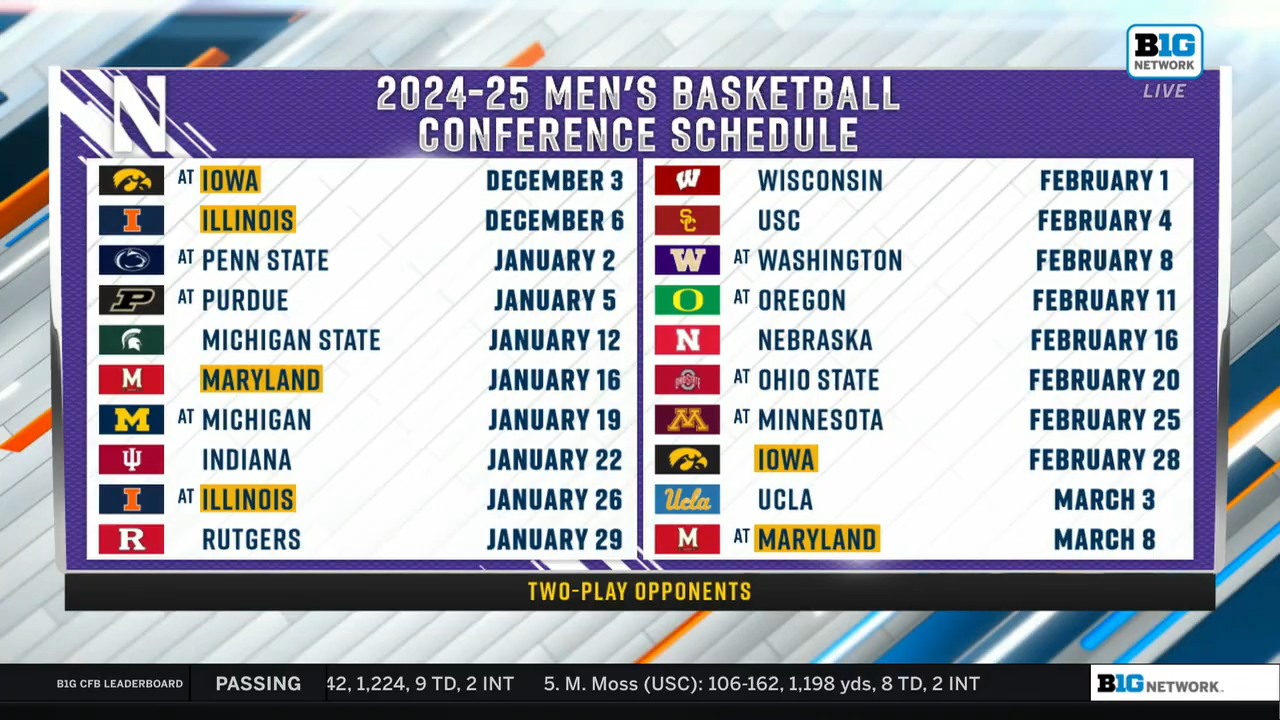 B1G
NETWORK
LIVE
N
2024-25 MEN'S BASKETBALL
CONFERENCE SCHEDULE
AT IOWA DECEMBER 3
I ILLINOIS DECEMBER 6
AT PENN STATE JANUARY 2
P AT PURDUE JANUARY 5
MICHIGAN STATE JANUARY 12
M MARYLAND JANUARY 16
M AT MICHIGAN JANUARY 19
INDIANA JANUARY 22
I AT ILLINOIS JANUARY 26
R RUTGERS JANUARY 29
W WISCONSIN FEBRUARY 1
SC USC FEBRUARY 4
W AT WASHINGTON FEBRUARY 8
O AT OREGON FEBRUARY 11
N NEBRASKA FEBRUARY 16
OHIO STATE AT OHIO STATE FEBRUARY 20
M AT MINNESOTA FEBRUARY 25
IOWA FEBRUARY 28
Ucla UCLA MARCH 3
M AT MARYLAND MARCH 8
TWO-PLAY OPPONENTS
B1G CFB LEADERBOARD PASSING 42, 1,224, 9 TD, 2 INT 5. M. Moss (USC): 106-162, 1,198 yds, 8 TD, 2 INT B1G NETWORK